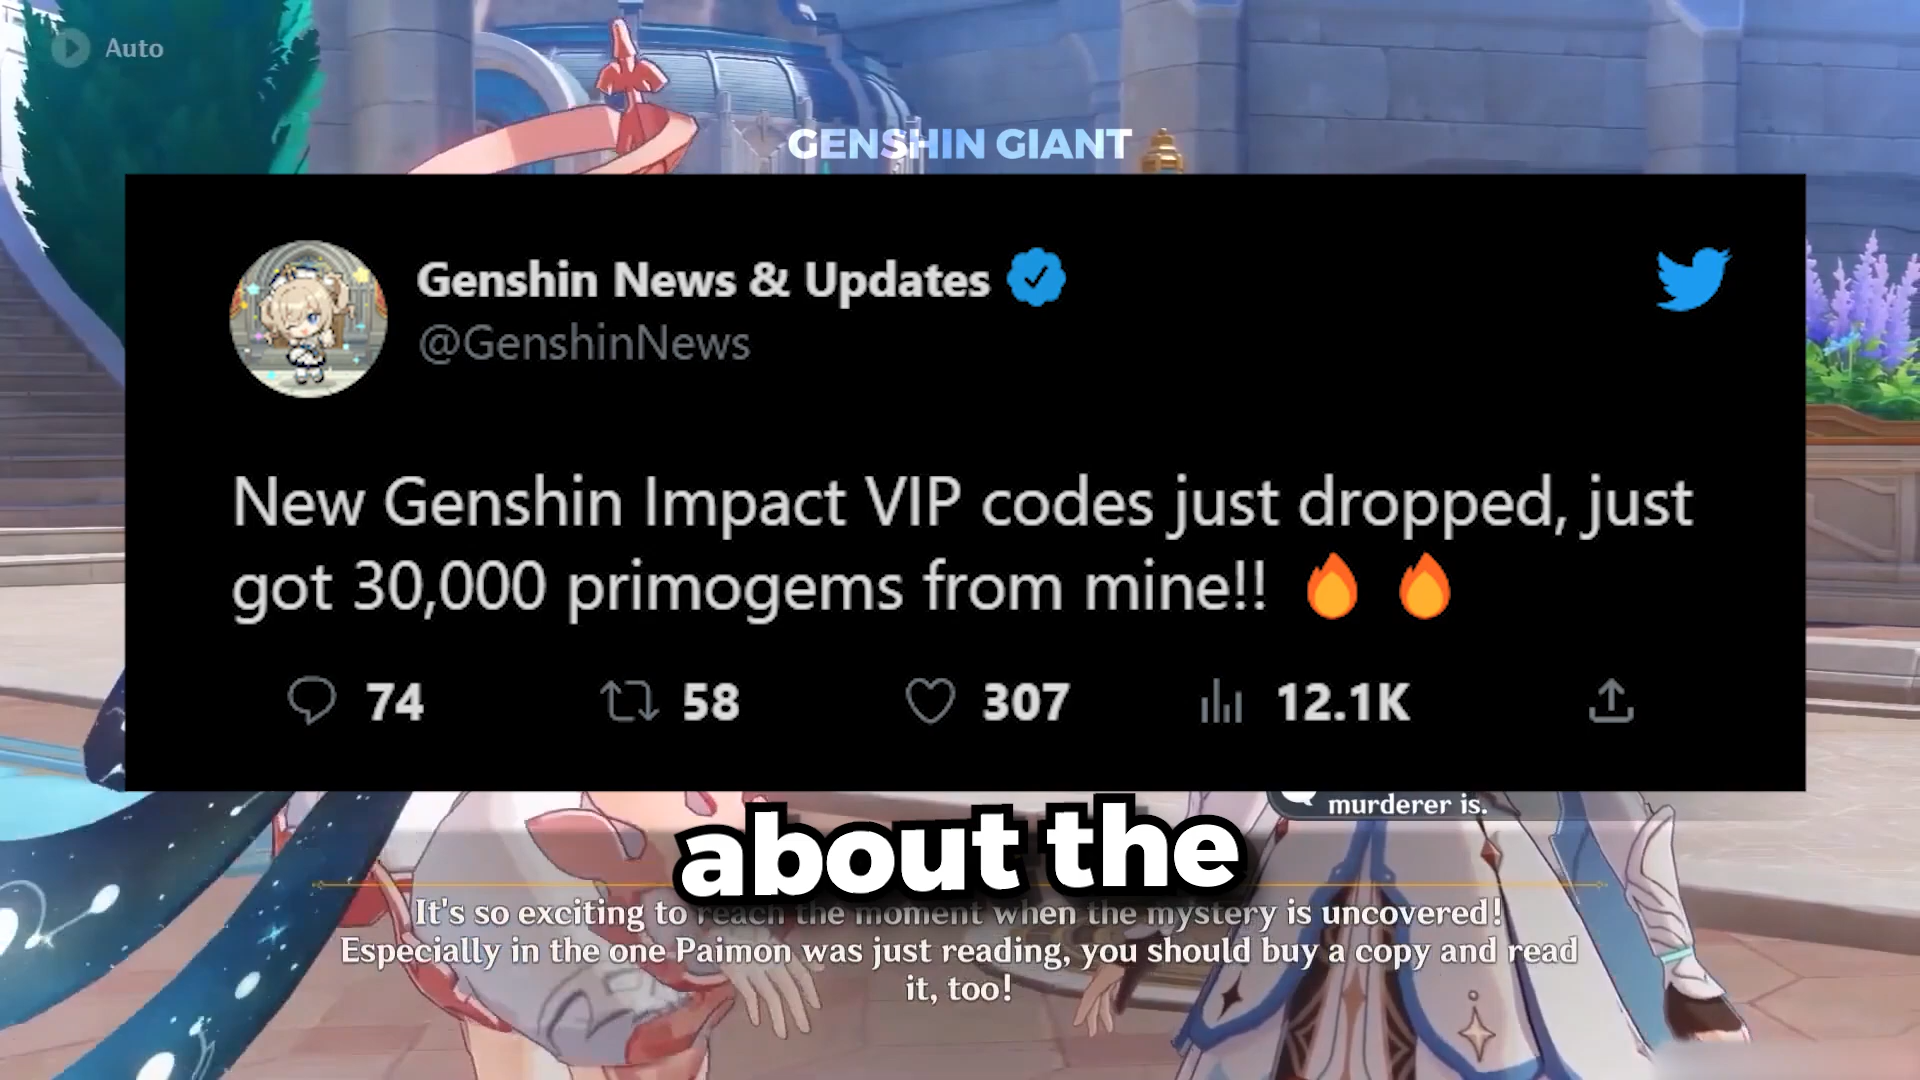 Auto
GENSHIN GIANT
Genshin News & Updates
@GenshinNews
New Genshin Impact VIP codes just dropped, just
got 30,000 primogems from mine!! 🔥 🔥
74 58 307 12.1K
murderer is.
about the
It's so exciting to reach the moment when the mystery is uncovered!
Especially in the one Paimon was just reading, you should buy a copy and read
it, too!